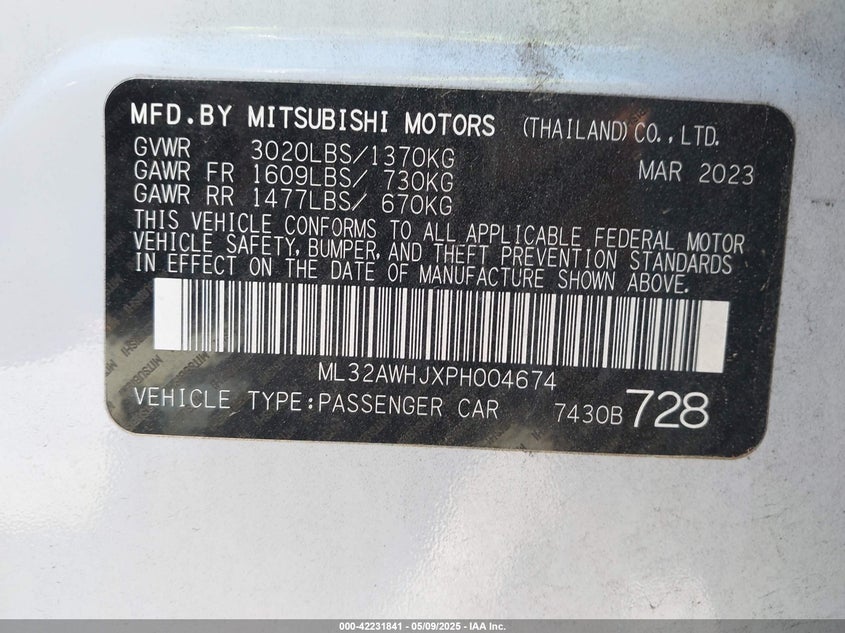 MFD.BY MITSUBISHI MOTORS (THAILAND)CO.,LTD.
GVWR 3020LBS/1370KG MAR 2023
GAWR FR 1609LBS/ 730KG
GAWR RR 1477LBS/ 670KG
THIS VEHICLE CONFORMS TO ALL APPLICABLE FEDERAL MOTOR
VEHICLE SAFETY, BUMPER, AND THEFT PREVENTION STANDARDS
IN EFFECT ON THE DATE OF MANUFACTURE SHOWN ABOVE.
ML32AWHJXPH004674
VEHICLE TYPE:PASSENGER CAR 7430B 728
000-42231841 - 05/09/2025 - IAA Inc.